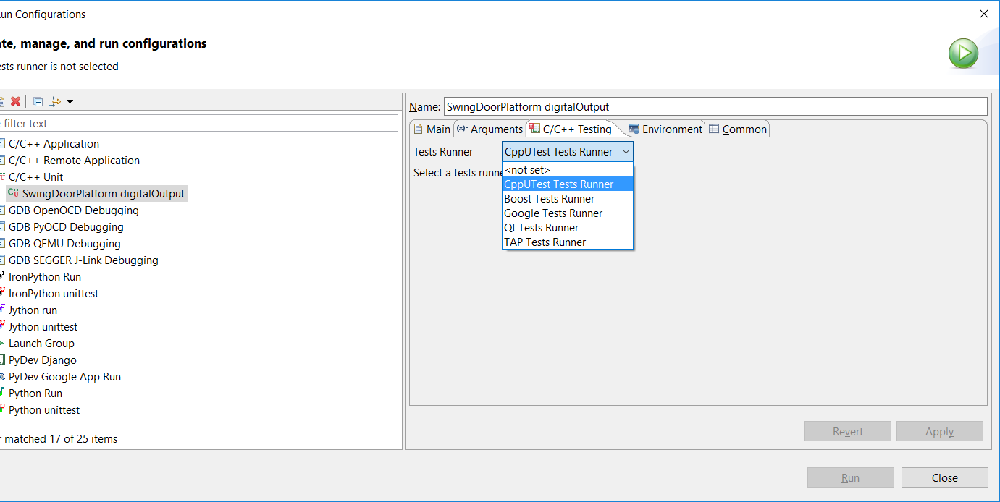 un Configurations
te, manage, and run configurations
ests runner is not selected
filter text
C/C++ Application
C/C++ Remote Application
C/C++ Unit
SwingDoorPlatform digitalOutput
GDB OpenOCD Debugging
GDB PyOCD Debugging
GDB QEMU Debugging
GDB SEGGER J-Link Debugging
IronPython Run
IronPython unittest
Jython run
Jython unittest
Launch Group
PyDev Django
PyDev Google App Run
Python Run
Python unittest
r matched 17 of 25 items
Name: SwingDoorPlatform digitalOutput
Main (x)= Arguments C/C++ Testing Environment Common
Tests Runner CppUTest Tests Runner
Select a tests runne
<not set>
CppUTest Tests Runner
Boost Tests Runner
Google Tests Runner
Qt Tests Runner
TAP Tests Runner
Revert Apply
Run Close